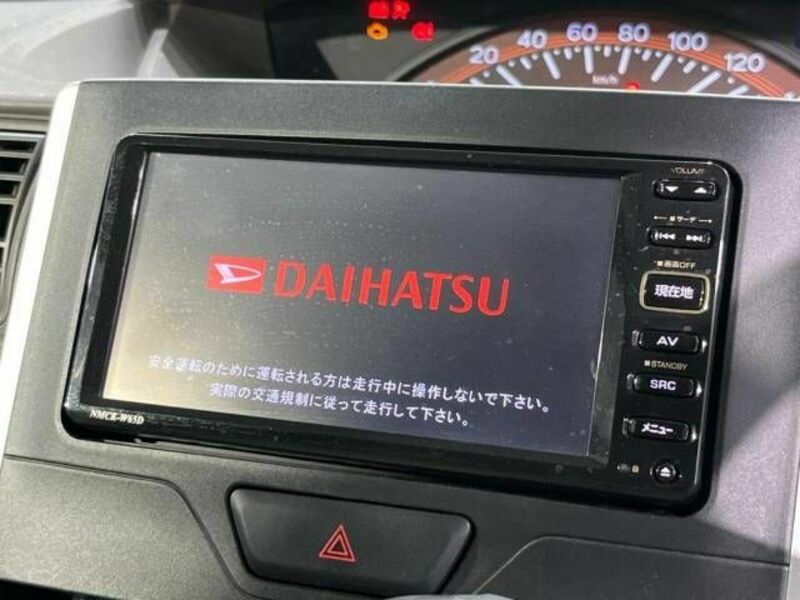 20 40 60 80 100 120
km/h
VOLUME
サーチ
画面OFF
現在地
AV
STANDBY
SRC
メニュー
DAIHATSU
安全運転のために運転される方は走行中に操作しないで下さい。
実際の交通規制に従って走行して下さい。
NMCK-W65D